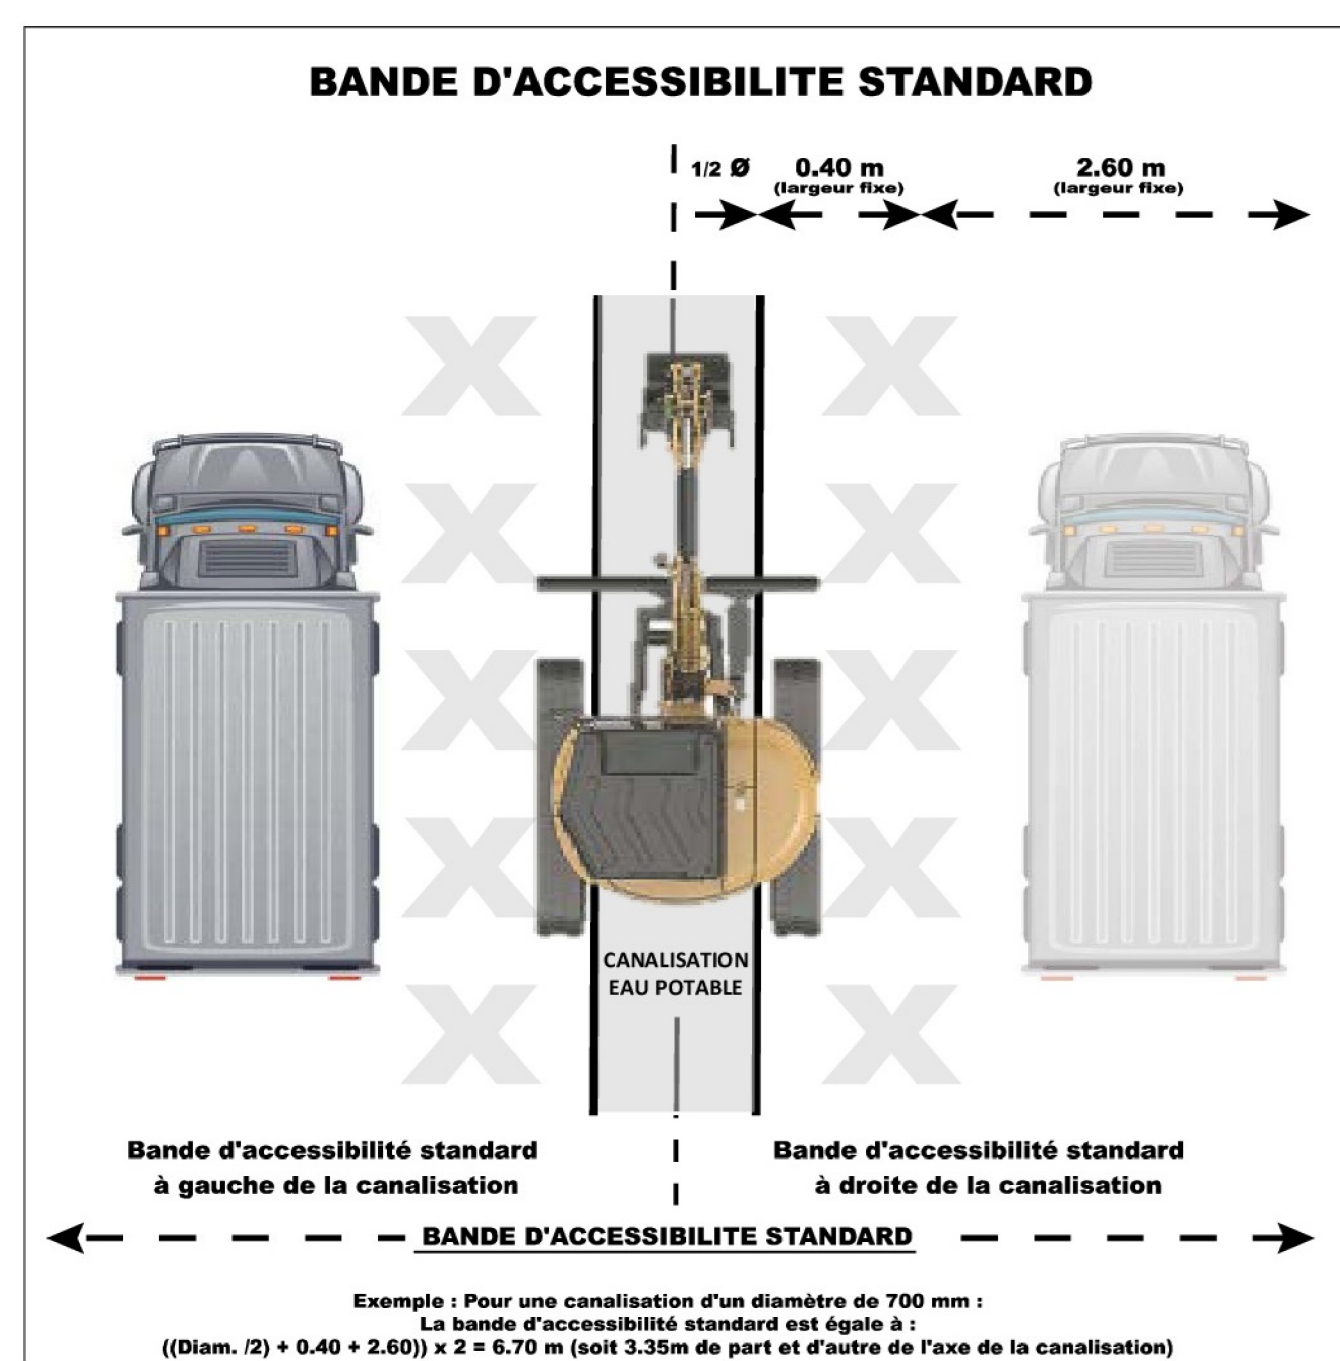 BANDE D'ACCESSIBILITE STANDARD
1/2 Ø 0.40 m 2.60 m
(largeur fixe) (largeur fixe)
X X
X X
X X
X X
X X
CANALISATION
EAU POTABLE
Bande d'accessibilité standard
à gauche de la canalisation
Bande d'accessibilité standard
à droite de la canalisation
BANDE D'ACCESSIBILITE STANDARD
Exemple : Pour une canalisation d'un diamètre de 700 mm :
La bande d'accessibilité standard est égale à :
((Diam. /2) + 0.40 + 2.60)) x 2 = 6.70 m (soit 3.35m de part et d'autre de l'axe de la canalisation)